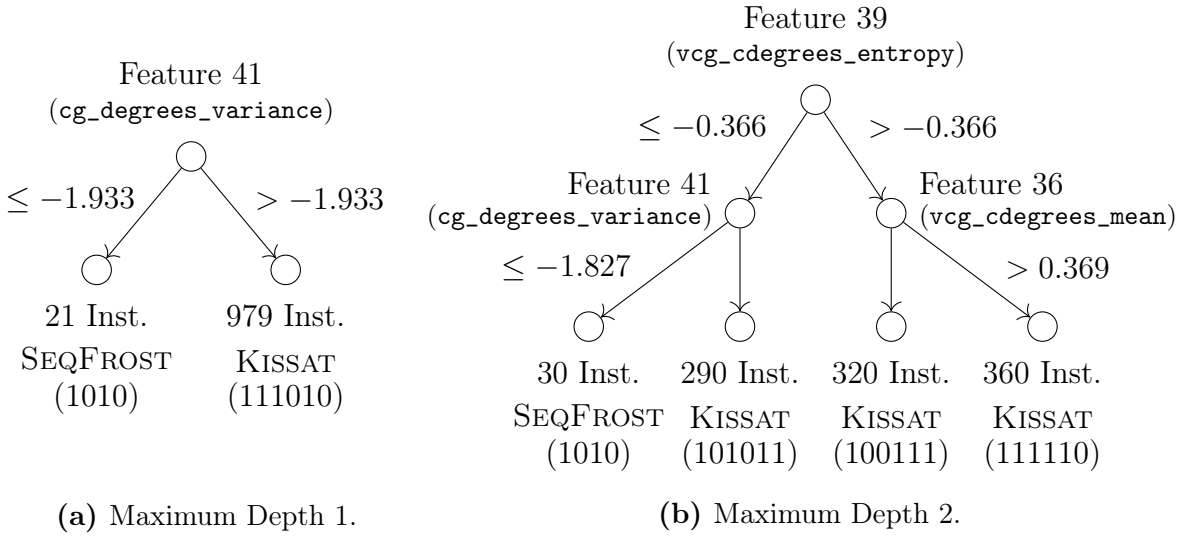 Feature 41
(cg_degrees_variance)
≤ −1.933
> −1.933
21 Inst.
979 Inst.
SEQFROST
KISSAT
(1010)
(111010)
(a) Maximum Depth 1.
Feature 39
(vcg_cdegrees_entropy)
≤ −0.366
> −0.366
Feature 41
(cg_degrees_variance)
Feature 36
(vcg_cdegrees_mean)
≤ −1.827
> 0.369
30 Inst.
290 Inst.
320 Inst.
360 Inst.
SEQFROST
KISSAT
KISSAT
KISSAT
(1010)
(101011)
(100111)
(111110)
(b) Maximum Depth 2.